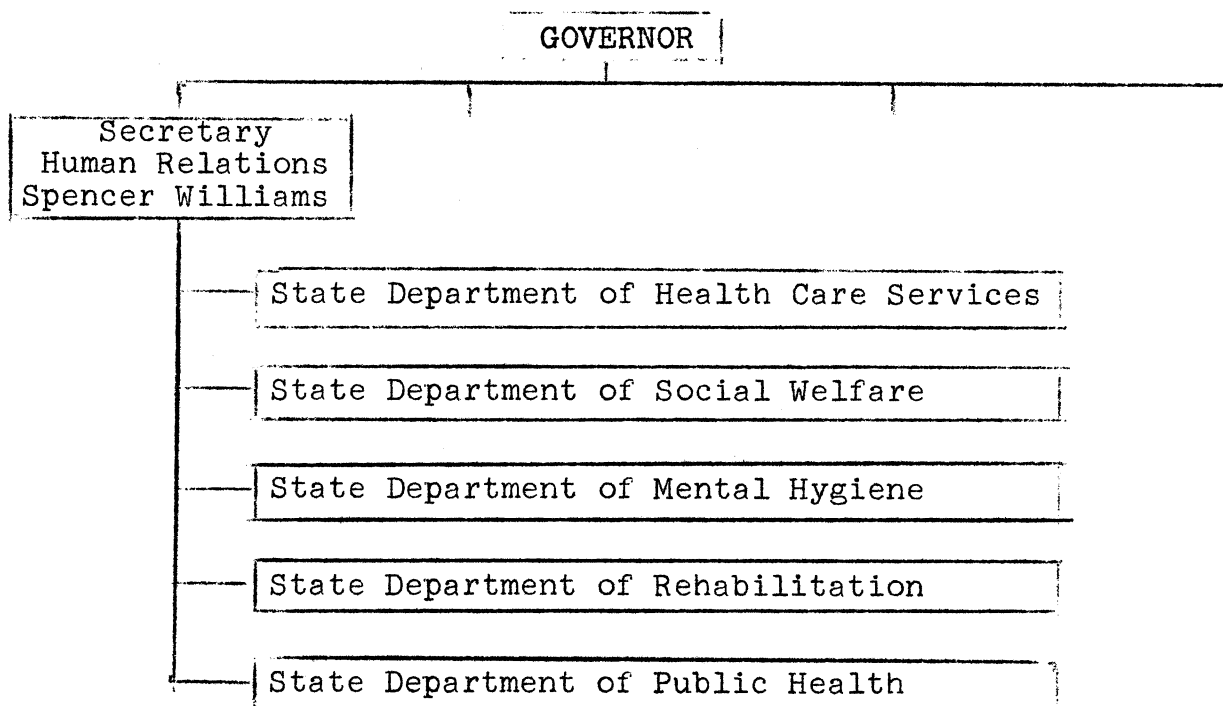 GOVERNOR
Secretary
Human Relations
Spencer Williams
State Department of Health Care Services
State Department of Social Welfare
State Department of Mental Hygiene
State Department of Rehabilitation
State Department of Public Health